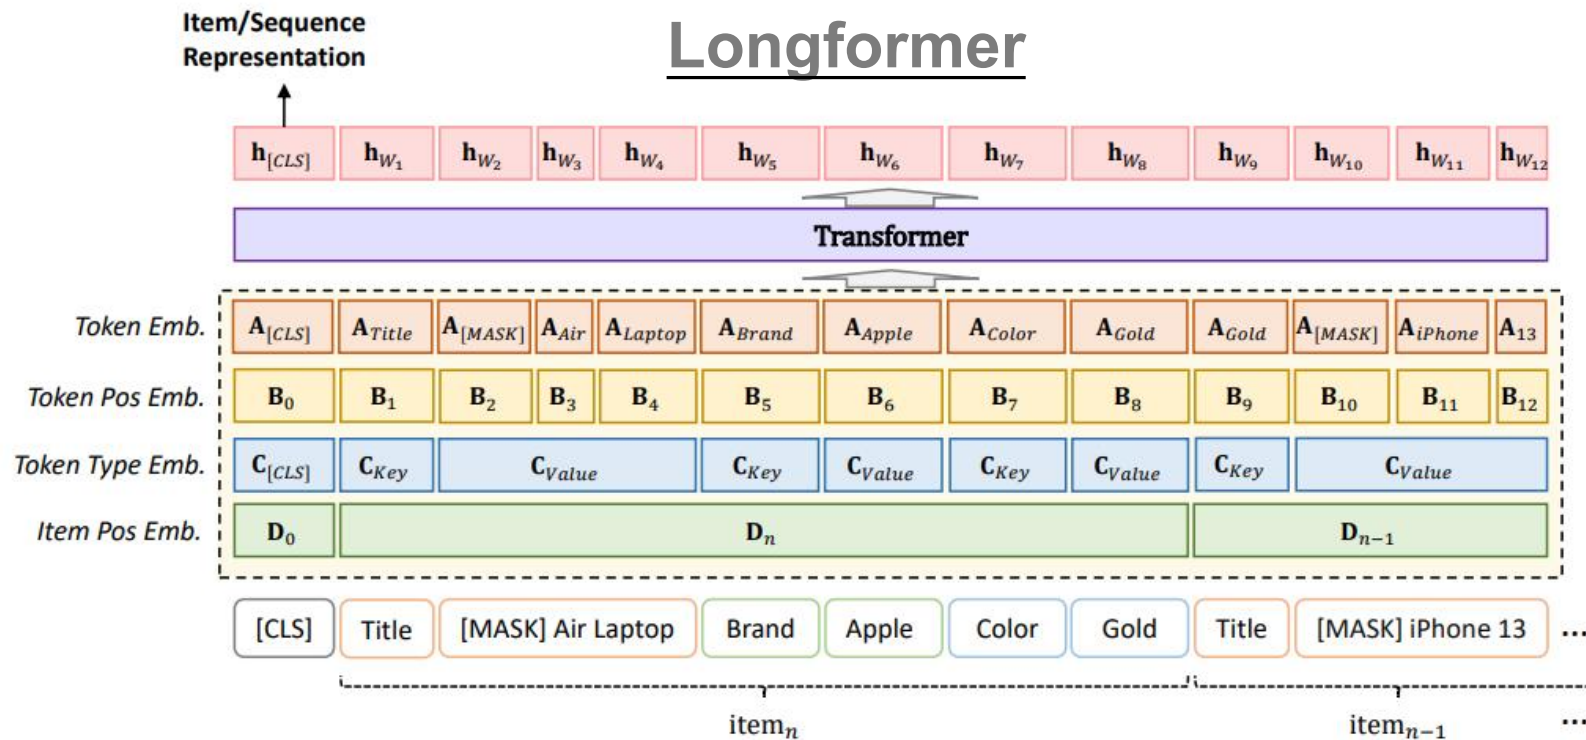 Item/Sequence
Representation
Longformer
h[CLS] hW1 hW2 hW3 hW4 hW5 hW6 hW7 hW8 hW9 hW10 hW11 hW12
Transformer
Token Emb. A[CLS] ATitle A[MASK] AAir ALaptop ABrand AApple AColor AGold AGold A[MASK] AiPhone A13
Token Pos Emb. B0 B1 B2 B3 B4 B5 B6 B7 B8 B9 B10 B11 B12
Token Type Emb. C[CLS] CKey CValue CKey CValue CKey CValue CKey CValue
Item Pos Emb. D0 Dn Dn−1
[CLS] Title [MASK] Air Laptop Brand Apple Color Gold Title [MASK] iPhone 13 ...
itemn itemn−1 ...